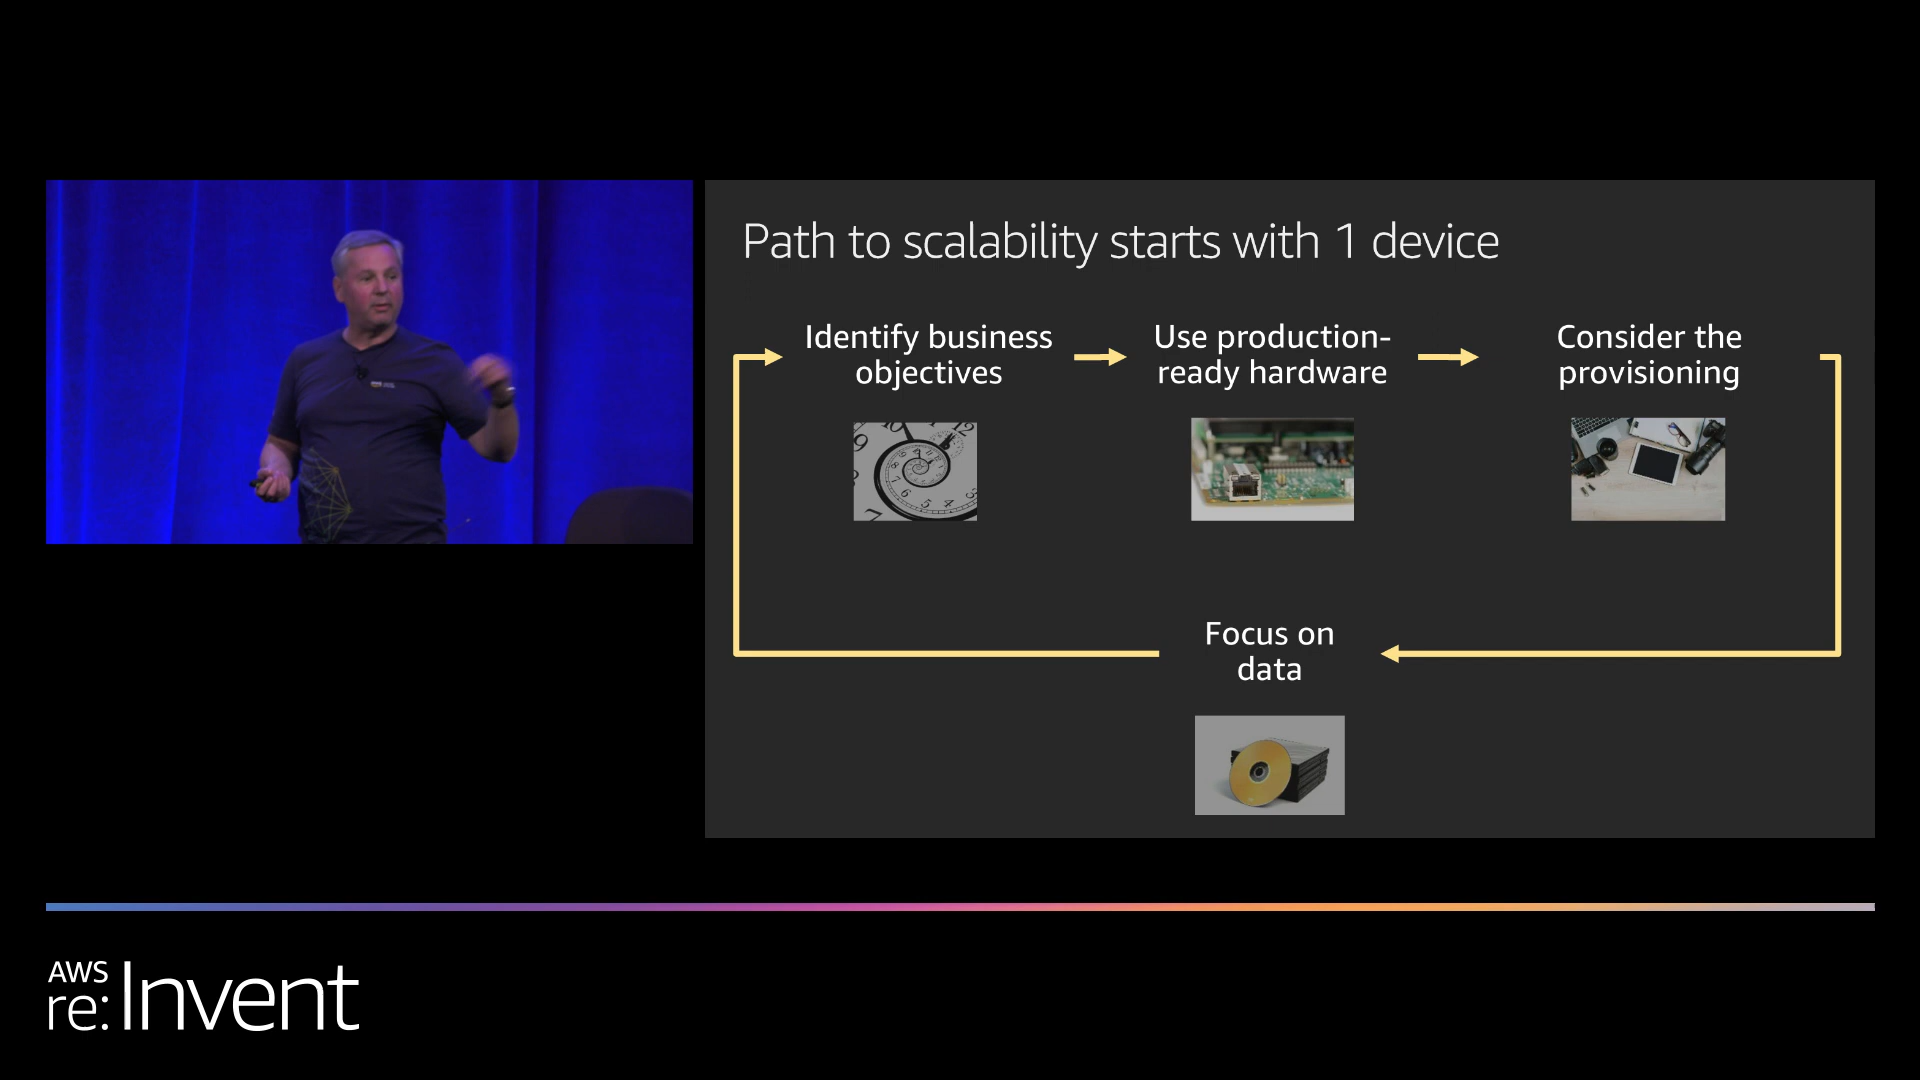 Path to scalability starts with 1 device
Identify business
objectives
Use production-
ready hardware
Consider the
provisioning
Focus on
data
AWS
re:Invent